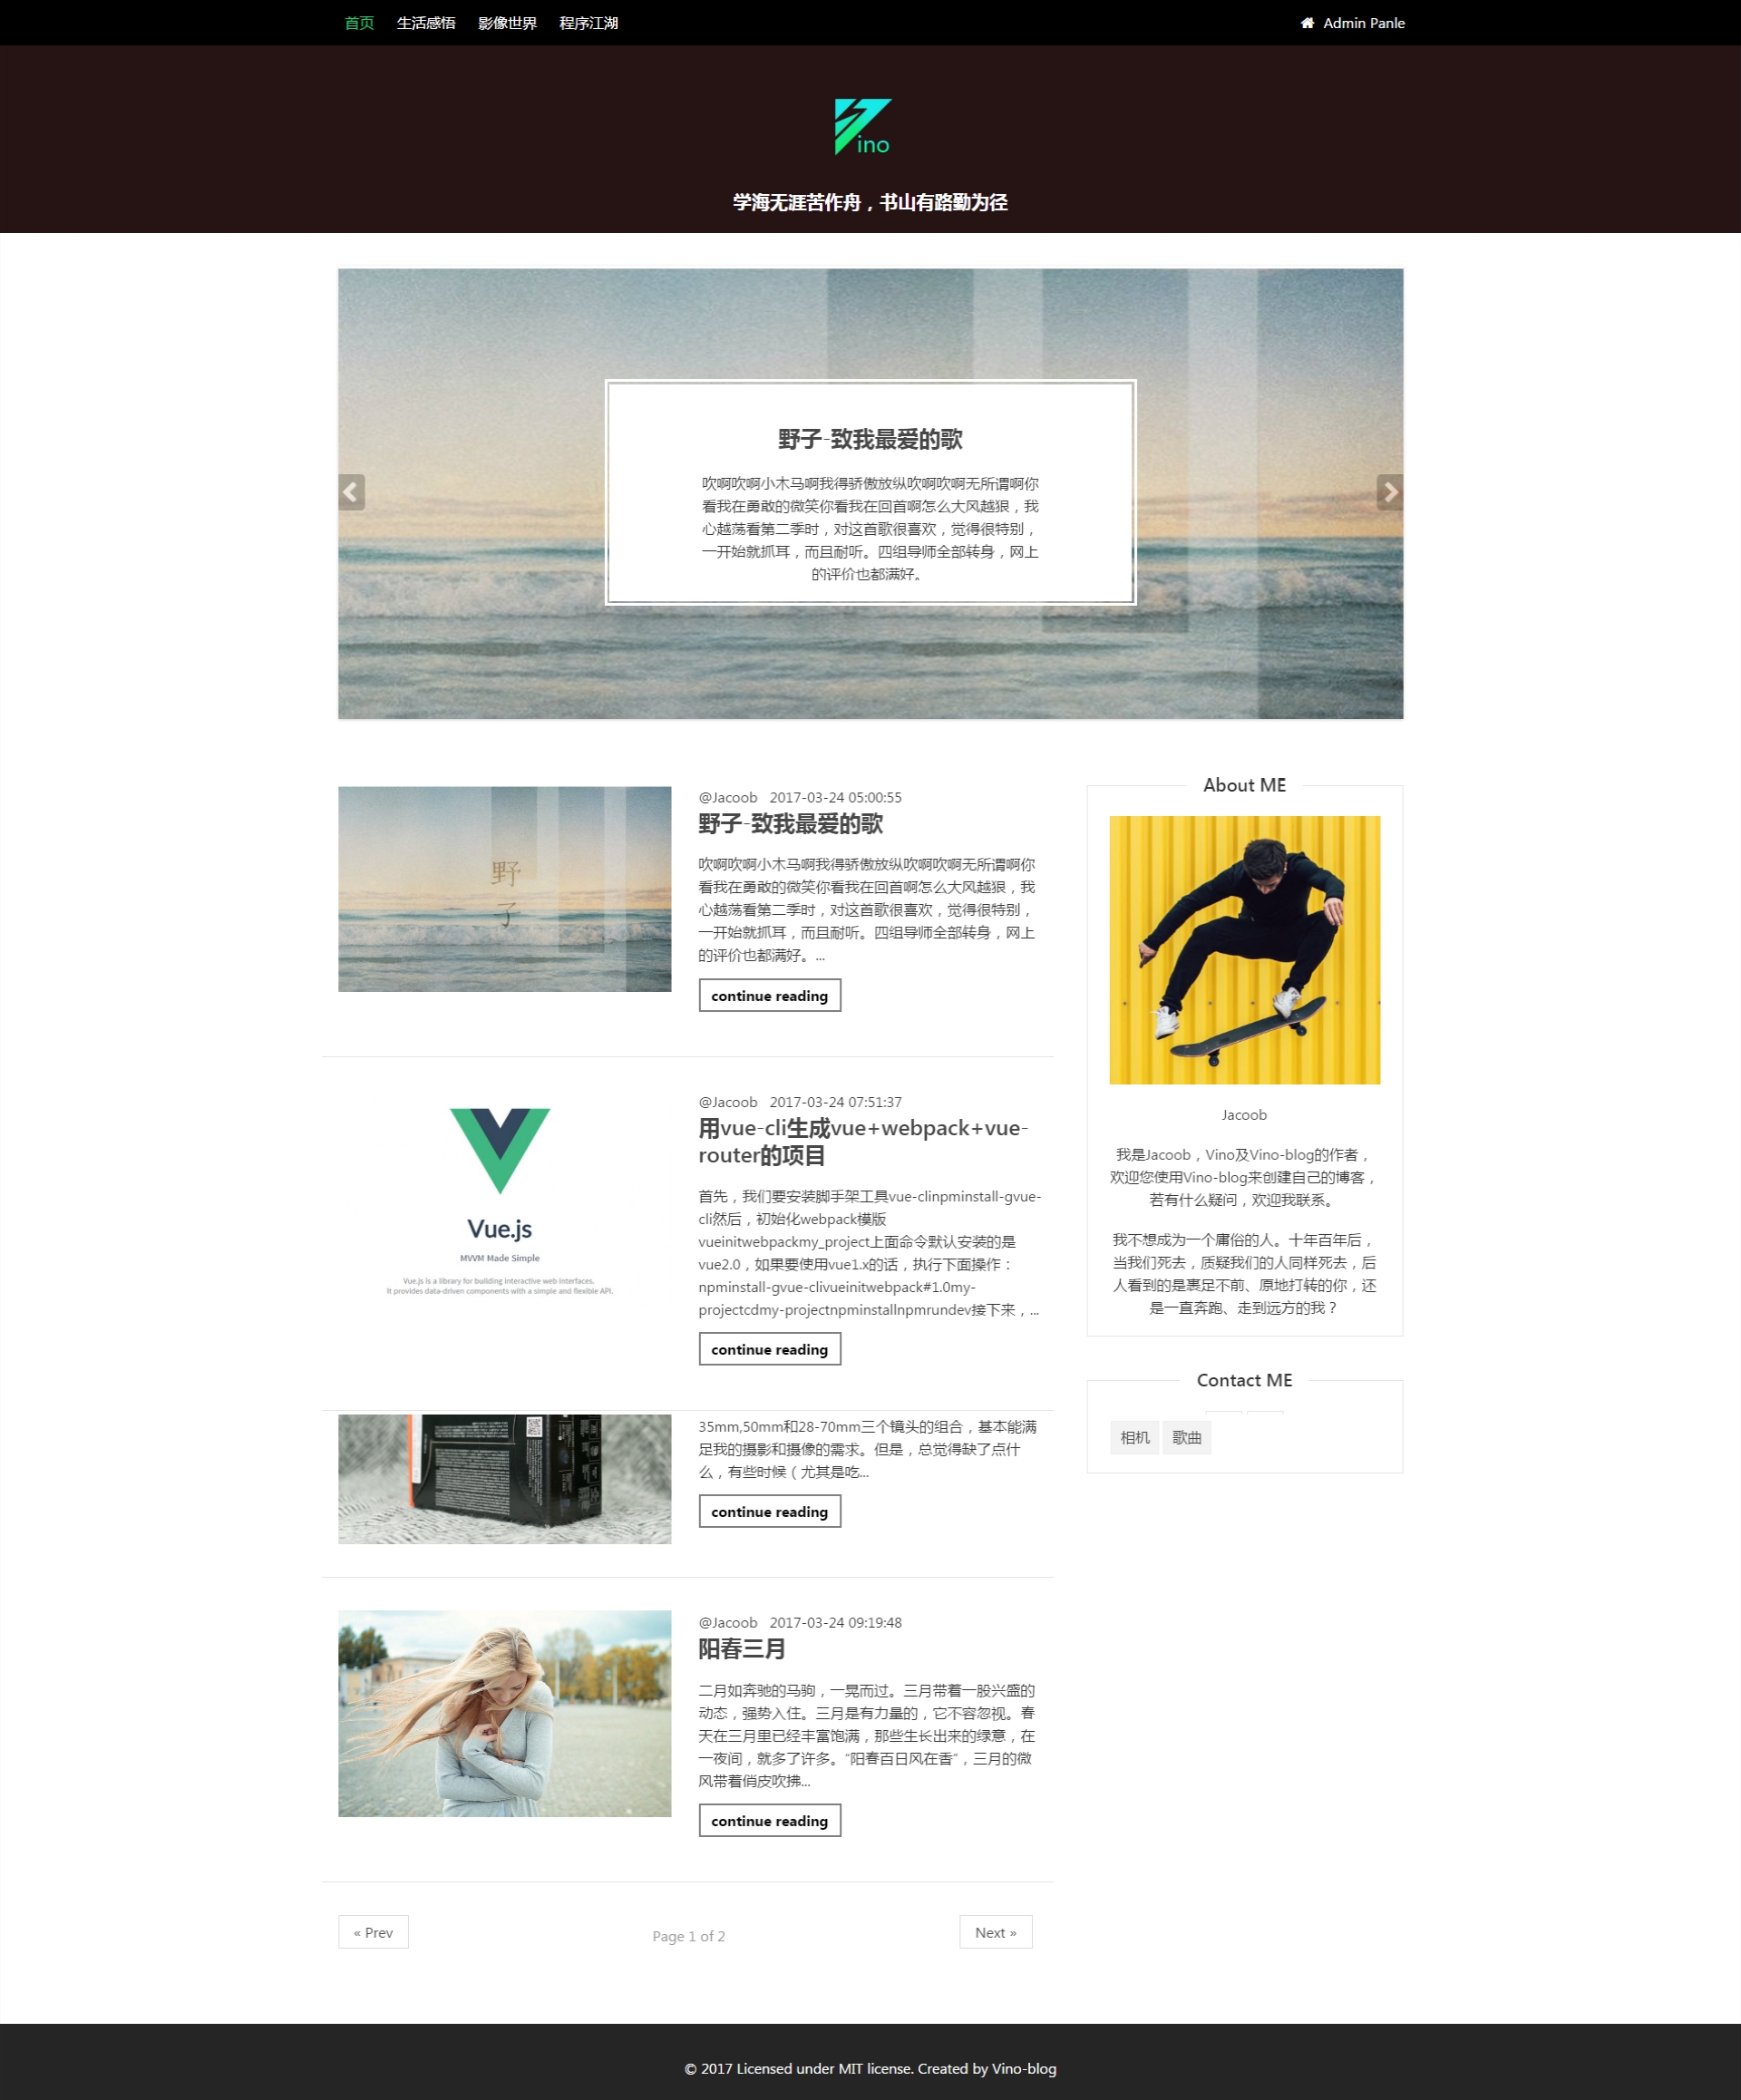 首页 生活感悟 影像世界 程序江湖 Admin Panle
ino
学海无涯苦作舟，书山有路勤为径
野子-致我最爱的歌
吹啊吹啊小木马啊我得骄傲放纵吹啊吹啊无所谓啊你
看我在勇敢的微笑你看我在回首啊怎么大风越狠，我
心越荡看第二季时，对这首歌很喜欢，觉得很特别，
一开始就抓耳，而且耐听。四组导师全部转身，网上
的评价也都满好。
野
子
@Jacoob 2017-03-24 05:00:55
野子-致我最爱的歌
吹啊吹啊小木马啊我得骄傲放纵吹啊吹啊无所谓啊你
看我在勇敢的微笑你看我在回首啊怎么大风越狠，我
心越荡看第二季时，对这首歌很喜欢，觉得很特别，
一开始就抓耳，而且耐听。四组导师全部转身，网上
的评价也都满好。...
continue reading
Vue.js
MVVM Made Simple
Vue.js is a library for building interactive web interfaces.
It provides data-driven components with a simple and flexible API.
@Jacoob 2017-03-24 07:51:37
用vue-cli生成vue+webpack+vue-
router的项目
首先，我们要安装脚手架工具vue-clinpminstall-gvue-
cli然后，初始化webpack模版
vueinitwebpackmy_project上面命令默认安装的是
vue2.0，如果要使用vue1.x的话，执行下面操作：
npminstall-gvue-clivueinitwebpack#1.0my-
projectcdmy-projectnpminstallnpmrundev接下来，...
continue reading
35mm,50mm和28-70mm三个镜头的组合，基本能满
足我的摄影和摄像的需求。但是，总觉得缺了点什
么，有些时候（尤其是吃...
continue reading
@Jacoob 2017-03-24 09:19:48
阳春三月
二月如奔驰的马驹，一晃而过。三月带着一股兴盛的
动态，强势入住。三月是有力量的，它不容忽视。春
天在三月里已经丰富饱满，那些生长出来的绿意，在
一夜间，就多了许多。“阳春百日风在香”，三月的微
风带着俏皮吹拂...
continue reading
« Prev
Page 1 of 2
Next »
About ME
Jacoob
我是Jacoob，Vino及Vino-blog的作者，
欢迎您使用Vino-blog来创建自己的博客，
若有什么疑问，欢迎我联系。
我不想成为一个庸俗的人。十年百年后，
当我们死去，质疑我们的人同样死去，后
人看到的是裹足不前、原地打转的你，还
是一直奔跑、走到远方的我？
Contact ME
相机 歌曲
© 2017 Licensed under MIT license. Created by Vino-blog